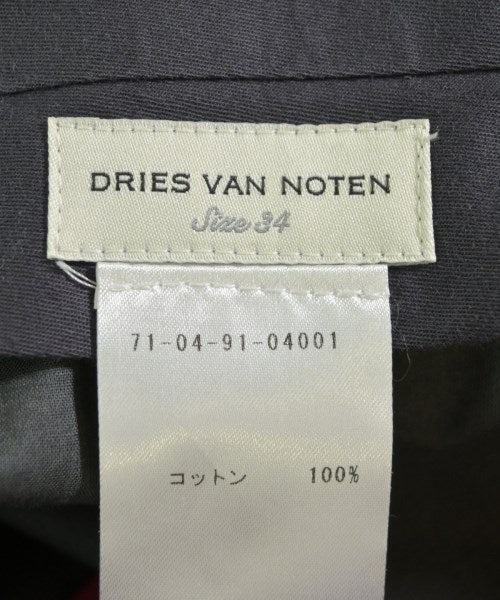 DRIES VAN NOTEN
Size 34
71-04-91-04001
コットン 100%